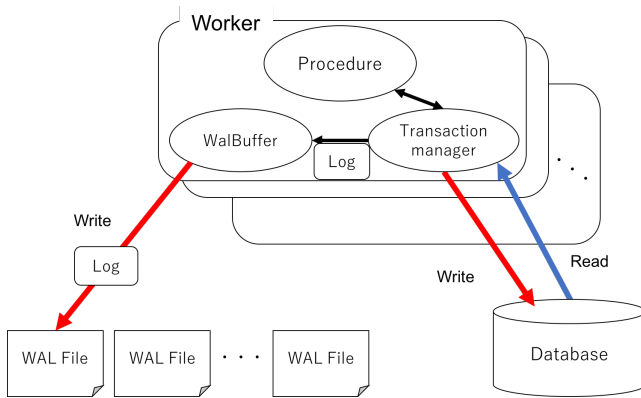 Worker
Procedure
WalBuffer
Transaction
manager
Log
Write
Log
Write
Read
WAL File
WAL File
· · ·
WAL File
Database